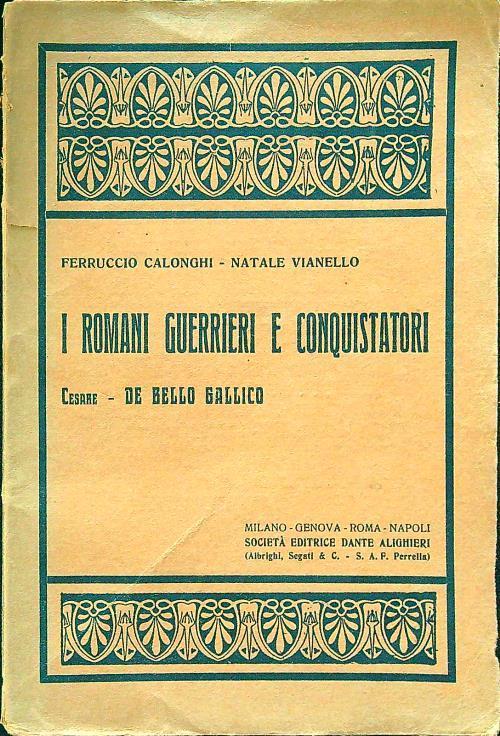 FERRUCCIO CALONGHI - NATALE VIANELLO
I ROMANI GUERRIERI E CONQUISTATORI
CESARE - DE BELLO GALLICO
MILANO - GENOVA - ROMA - NAPOLI
SOCIETÀ EDITRICE DANTE ALIGHIERI
(Albrighi, Segati & C. - S. A. F. Perrella)